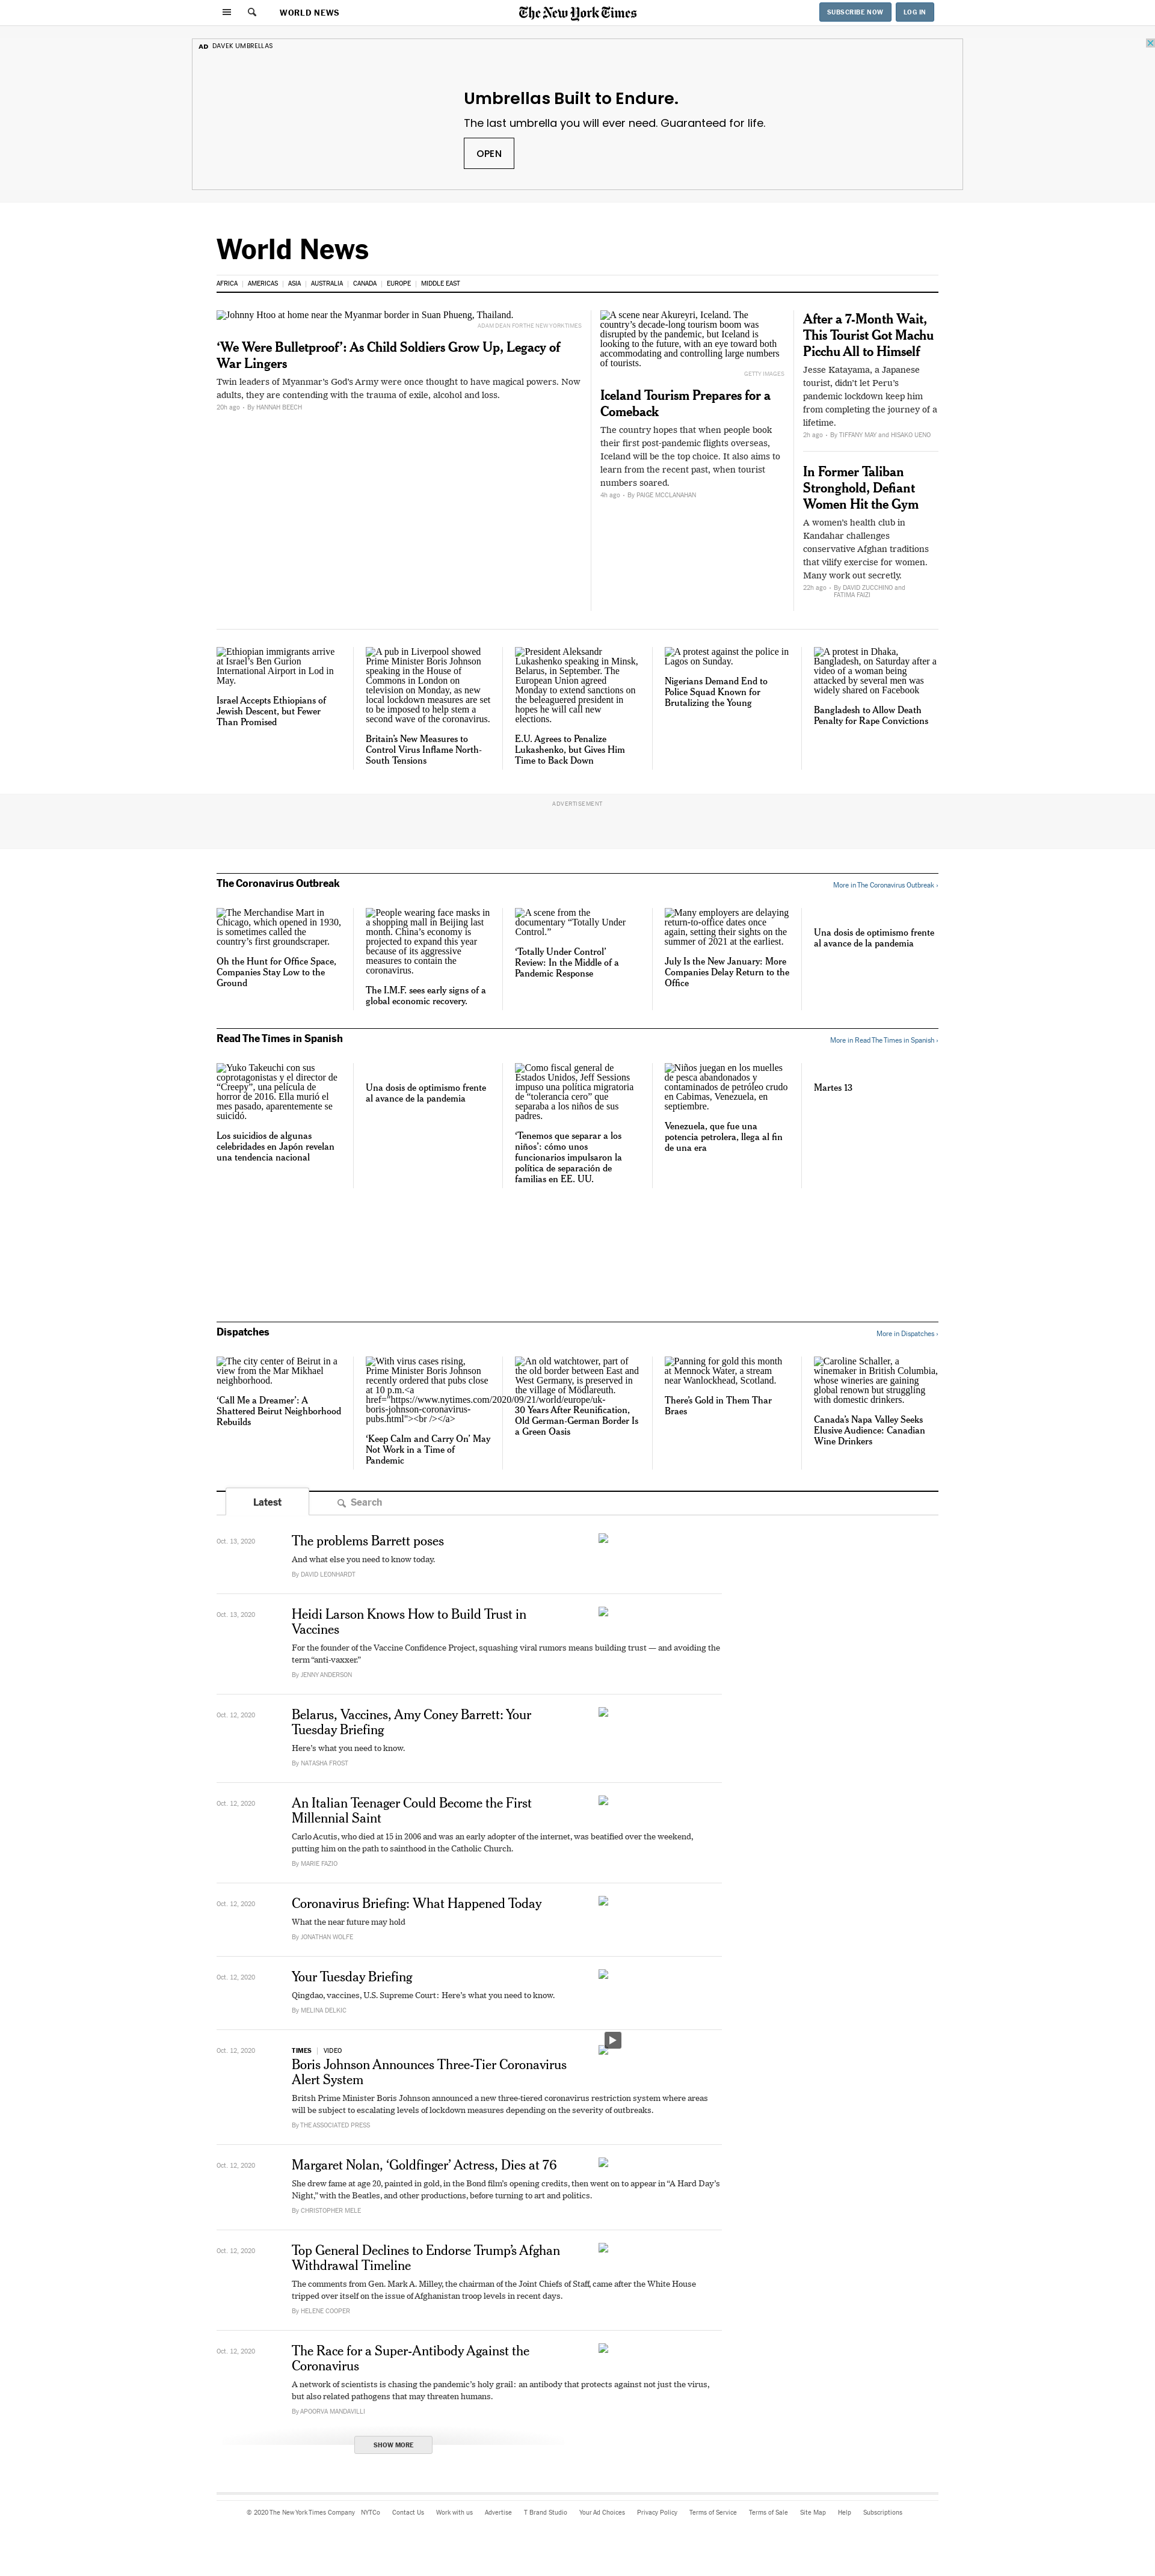 WORLD NEWS
The New York Times
SUBSCRIBE NOW
LOG IN
AD DAVEK UMBRELLAS
Umbrellas Built to Endure.
The last umbrella you will ever need. Guaranteed for life.
OPEN
World News
AFRICA
AMERICAS
ASIA
AUSTRALIA
CANADA
EUROPE
MIDDLE EAST
Johnny Htoo at home near the Myanmar border in Suan Phueng, Thailand.
ADAM DEAN FOR THE NEW YORK TIMES
‘We Were Bulletproof’: As Child Soldiers Grow Up, Legacy of
War Lingers
Twin leaders of Myanmar’s God’s Army were once thought to have magical powers. Now
adults, they are contending with the trauma of exile, alcohol and loss.
20h ago • By HANNAH BEECH
A scene near Akureyri, Iceland. The
country’s decade-long tourism boom was
disrupted by the pandemic, but Iceland is
looking to the future, with an eye toward both
accommodating and controlling large numbers
of tourists.
GETTY IMAGES
Iceland Tourism Prepares for a
Comeback
The country hopes that when people book
their first post-pandemic flights overseas,
Iceland will be the top choice. It also aims to
learn from the recent past, when tourist
numbers soared.
4h ago • By PAIGE MCCLANAHAN
After a 7-Month Wait,
This Tourist Got Machu
Picchu All to Himself
Jesse Katayama, a Japanese
tourist, didn’t let Peru’s
pandemic lockdown keep him
from completing the journey of a
lifetime.
2h ago • By TIFFANY MAY and HISAKO UENO
In Former Taliban
Stronghold, Defiant
Women Hit the Gym
A women’s health club in
Kandahar challenges
conservative Afghan traditions
that vilify exercise for women.
Many work out secretly.
22h ago • By DAVID ZUCCHINO and
FATIMA FAIZI
Ethiopian immigrants arrive
at Israel’s Ben Gurion
International Airport in Lod in
May.
Israel Accepts Ethiopians of
Jewish Descent, but Fewer
Than Promised
A pub in Liverpool showed
Prime Minister Boris Johnson
speaking in the House of
Commons in London on
television on Monday, as new
local lockdown measures are set
to be imposed to help stem a
second wave of the coronavirus.
Britain’s New Measures to
Control Virus Inflame North-
South Tensions
President Aleksandr
Lukashenko speaking in Minsk,
Belarus, in September. The
European Union agreed
Monday to extend sanctions on
the beleaguered president in
hopes he will call new
elections.
E.U. Agrees to Penalize
Lukashenko, but Gives Him
Time to Back Down
A protest against the police in
Lagos on Sunday.
Nigerians Demand End to
Police Squad Known for
Brutalizing the Young
A protest in Dhaka,
Bangladesh, on Saturday after a
video of a woman being
attacked by several men was
widely shared on Facebook
Bangladesh to Allow Death
Penalty for Rape Convictions
ADVERTISEMENT
The Coronavirus Outbreak
More in The Coronavirus Outbreak ›
The Merchandise Mart in
Chicago, which opened in 1930,
is sometimes called the
country’s first groundscraper.
Oh the Hunt for Office Space,
Companies Stay Low to the
Ground
People wearing face masks in
a shopping mall in Beijing last
month. China’s economy is
projected to expand this year
because of its aggressive
measures to contain the
coronavirus.
The I.M.F. sees early signs of a
global economic recovery.
A scene from the
documentary “Totally Under
Control.”
‘Totally Under Control’
Review: In the Middle of a
Pandemic Response
Many employers are delaying
return-to-office dates once
again, setting their sights on the
summer of 2021 at the earliest.
July Is the New January: More
Companies Delay Return to the
Office
Una dosis de optimismo frente
al avance de la pandemia
Read The Times in Spanish
More in Read The Times in Spanish ›
Yuko Takeuchi con sus
coprotagonistas y el director de
“Creepy”, una película de
horror de 2016. Ella murió el
mes pasado, aparentemente se
suicidó.
Los suicidios de algunas
celebridades en Japón revelan
una tendencia nacional
Una dosis de optimismo frente
al avance de la pandemia
Como fiscal general de
Estados Unidos, Jeff Sessions
impuso una política migratoria
de “tolerancia cero” que
separaba a los niños de sus
padres.
‘Tenemos que separar a los
niños’: cómo unos
funcionarios impulsaron la
política de separación de
familias en EE. UU.
Niños juegan en los muelles
de pesca abandonados y
contaminados de petróleo crudo
en Cabimas, Venezuela, en
septiembre.
Venezuela, que fue una
potencia petrolera, llega al fin
de una era
Martes 13
Dispatches
More in Dispatches ›
The city center of Beirut in a
view from the Mar Mikhael
neighborhood.
‘Call Me a Dreamer’: A
Shattered Beirut Neighborhood
Rebuilds
With virus cases rising,
Prime Minister Boris Johnson
recently ordered that pubs close
at 10 p.m.<a
href="https://www.nytimes.com/2020/09/21/world/europe/uk-
boris-johnson-coronavirus-
pubs.html"><br /></a>
‘Keep Calm and Carry On’ May
Not Work in a Time of
Pandemic
An old watchtower, part of
the old border between East and
West Germany, is preserved in
the village of Mödlareuth.
30 Years After Reunification,
Old German-German Border Is
a Green Oasis
Panning for gold this month
at Mennock Water, a stream
near Wanlockhead, Scotland.
There’s Gold in Them Thar
Braes
Caroline Schaller, a
winemaker in British Columbia,
whose wineries are gaining
global renown but struggling
with domestic drinkers.
Canada’s Napa Valley Seeks
Elusive Audience: Canadian
Wine Drinkers
Latest
Search
Oct. 13, 2020
The problems Barrett poses
And what else you need to know today.
By DAVID LEONHARDT
Oct. 13, 2020
Heidi Larson Knows How to Build Trust in
Vaccines
For the founder of the Vaccine Confidence Project, squashing viral rumors means building trust — and avoiding the
term “anti-vaxxer.”
By JENNY ANDERSON
Oct. 12, 2020
Belarus, Vaccines, Amy Coney Barrett: Your
Tuesday Briefing
Here’s what you need to know.
By NATASHA FROST
Oct. 12, 2020
An Italian Teenager Could Become the First
Millennial Saint
Carlo Acutis, who died at 15 in 2006 and was an early adopter of the internet, was beatified over the weekend,
putting him on the path to sainthood in the Catholic Church.
By MARIE FAZIO
Oct. 12, 2020
Coronavirus Briefing: What Happened Today
What the near future may hold
By JONATHAN WOLFE
Oct. 12, 2020
Your Tuesday Briefing
Qingdao, vaccines, U.S. Supreme Court: Here’s what you need to know.
By MELINA DELKIC
Oct. 12, 2020
TIMES | VIDEO
Boris Johnson Announces Three-Tier Coronavirus
Alert System
Britsh Prime Minister Boris Johnson announced a new three-tiered coronavirus restriction system where areas
will be subject to escalating levels of lockdown measures depending on the severity of outbreaks.
By THE ASSOCIATED PRESS
Oct. 12, 2020
Margaret Nolan, ‘Goldfinger’ Actress, Dies at 76
She drew fame at age 20, painted in gold, in the Bond film’s opening credits, then went on to appear in “A Hard Day’s
Night,” with the Beatles, and other productions, before turning to art and politics.
By CHRISTOPHER MELE
Oct. 12, 2020
Top General Declines to Endorse Trump’s Afghan
Withdrawal Timeline
The comments from Gen. Mark A. Milley, the chairman of the Joint Chiefs of Staff, came after the White House
tripped over itself on the issue of Afghanistan troop levels in recent days.
By HELENE COOPER
Oct. 12, 2020
The Race for a Super-Antibody Against the
Coronavirus
A network of scientists is chasing the pandemic’s holy grail: an antibody that protects against not just the virus,
but also related pathogens that may threaten humans.
By APOORVA MANDAVILLI
SHOW MORE
© 2020 The New York Times Company
NYTCo
Contact Us
Work with us
Advertise
T Brand Studio
Your Ad Choices
Privacy Policy
Terms of Service
Terms of Sale
Site Map
Help
Subscriptions